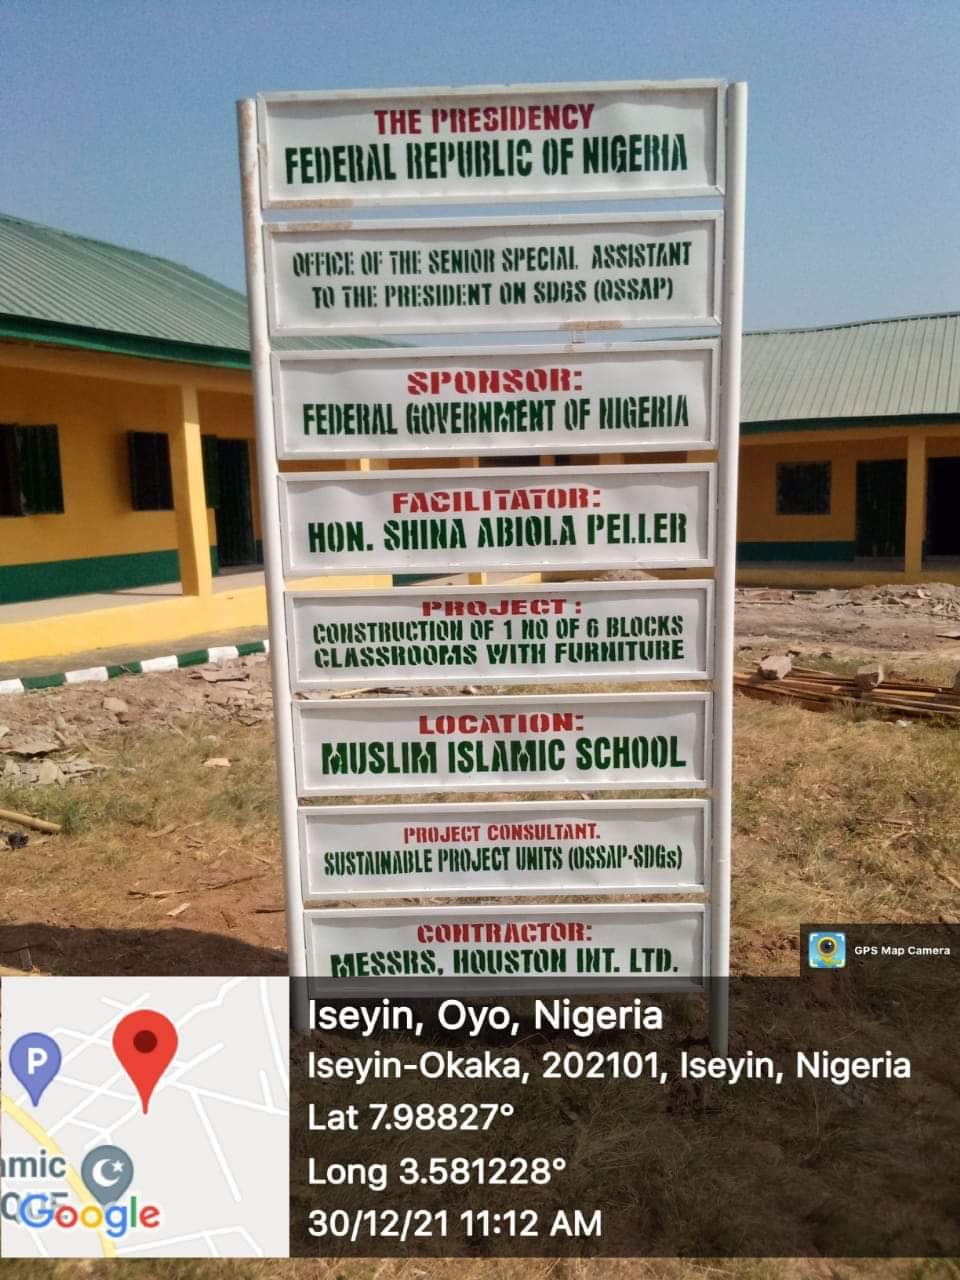 THE PRESIDENCY
FEDERAL REPUBLIC OF NIGERIA
OFFICE OF THE SENIOR SPECIAL ASSISTANT
TO THE PRESIDENT ON SDGS (OSSAP)
SPONSOR:
FEDERAL GOVERNMENT OF NIGERIA
FACILITATOR:
HON. SHINA ABIOLA PELLER
PROJECT:
CONSTRUCTION OF 1 NO OF 6 BLOCKS
CLASSROOMS WITH FURNITURE
LOCATION:
MUSLIM ISLAMIC SCHOOL
PROJECT CONSULTANT.
SUSTAINABLE PROJECT UNITS (OSSAP-SDGs)
CONTRACTOR:
MESSRS, HOUSTON INT. LTD.
GPS Map Camera
Iseyin, Oyo, Nigeria
Iseyin-Okaka, 202101, Iseyin, Nigeria
Lat 7.98827°
Long 3.581228°
30/12/21 11:12 AM
P
amic
Google